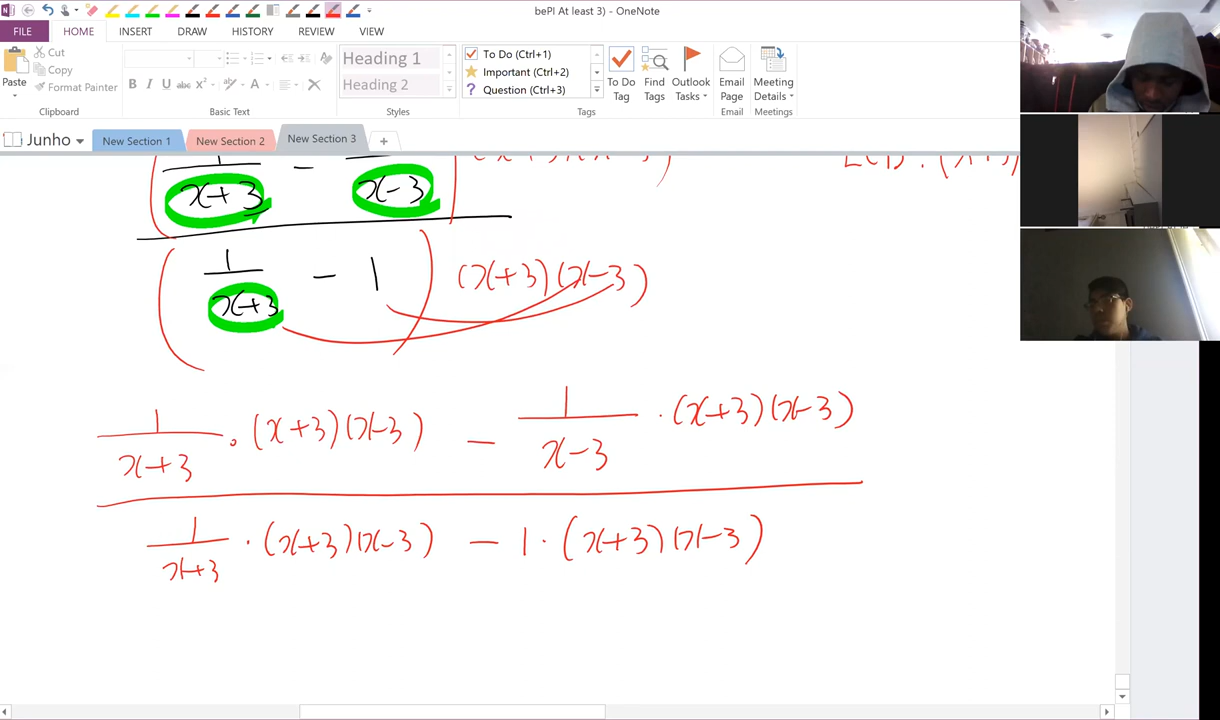 bePI At least 3) - OneNote
FILE HOME INSERT DRAW HISTORY REVIEW VIEW
Cut
Copy
Format Painter
Paste
Clipboard
B I U abc x² A
Basic Text
Heading 1
Heading 2
Styles
To Do (Ctrl+1)
Important (Ctrl+2)
Question (Ctrl+3)
To Do Tag
Find Tags
Tags
Outlook Tasks
Email Page
Email
Meeting Details
Meetings
Junho New Section 1 New Section 2 New Section 3 +
x+3 - x-3
(1/(x+3) - 1) (x+3)(x-3)
1/(x+3) · (x+3)(x-3) - 1/(x-3) · (x+3)(x-3)
1/(x+3) · (x+3)(x-3) - 1 · (x+3)(x-3)